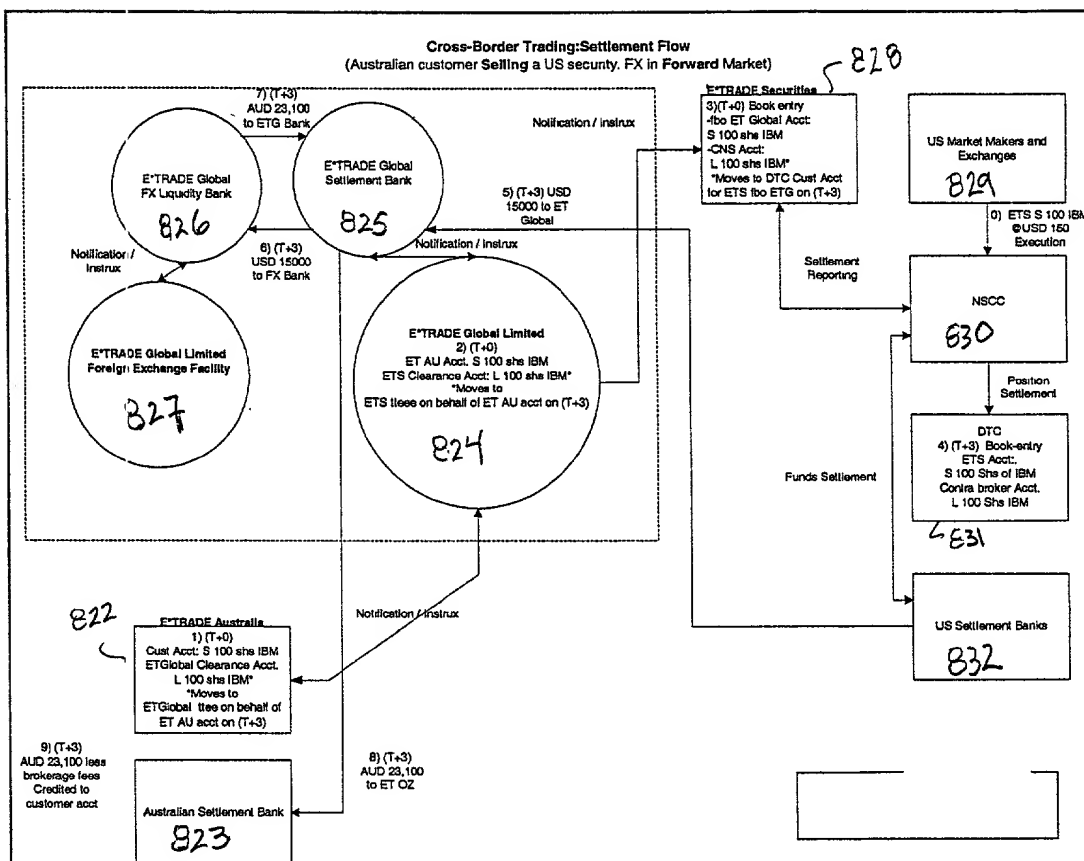 Cross-Border Trading:Settlement Flow
(Australian customer Selling a US security. FX in Forward Market)
828
7) (T+3)
AUD 23,100
to ETG Bank
E*TRADE Global
FX Liquidity Bank
826
E*TRADE Global
Settlement Bank
825
6) (T+3)
USD 15000
to FX Bank
Notification /
Instrux
Notification / Instrux
5) (T+3) USD
15000 to ET
Global
Notification / Instrux
E*TRADE Securities
3)(T+0) Book entry
-fbo ET Global Acct:
S 100 shs IBM
-CNS Acct:
L 100 shs IBM*
*Moves to DTC Cust Acct
for ETS fbo ETG on (T+3)
US Market Makers and
Exchanges
829
0) ETS S 100 IBM
@USD 150
Execution
Settlement
Reporting
NSCC
830
Position
Settlement
E*TRADE Global Limited
Foreign Exchange Facility
827
E*TRADE Global Limited
2) (T+0)
ET AU Acct. S 100 shs IBM
ETS Clearance Acct: L 100 shs IBM*
*Moves to
ETS ttee on behalf of ET AU acct on (T+3)
824
DTC
4) (T+3) Book-entry
ETS Acct:.
S 100 Shs of IBM
Contra broker Acct.
L 100 Shs IBM
831
Funds Settlement
US Settlement Banks
832
Notification / Instrux
822
E*TRADE Australia
1) (T+0)
Cust Acct: S 100 shs IBM
ETGlobal Clearance Acct.
L 100 shs IBM*
*Moves to
ETGlobal ttee on behalf of
ET AU acct on (T+3)
9) (T+3)
AUD 23,100 less
brokerage fees
Credited to
customer acct
8) (T+3)
AUD 23,100
to ET OZ
Australian Settlement Bank
823